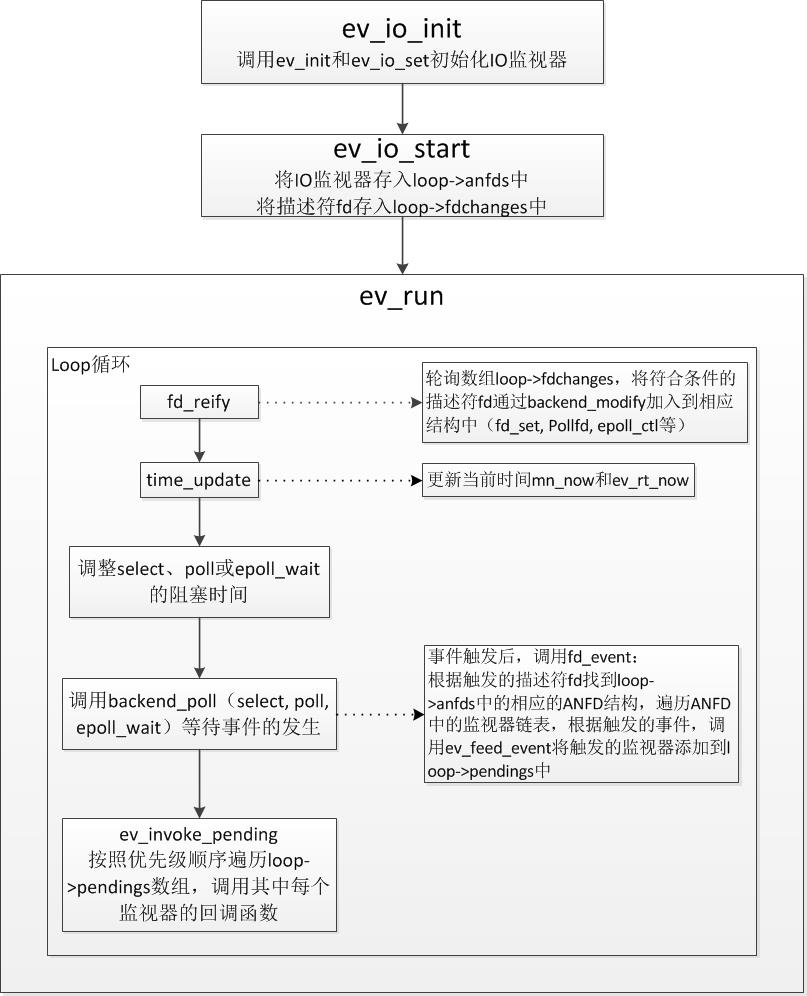 ev_io_init
调用ev_init和ev_io_set初始化IO监视器
ev_io_start
将IO监视器存入loop->anfds中
将描述符fd存入loop->fdchanges中
ev_run
Loop循环
fd_reify
轮询数组loop->fdchanges，将符合条件的
描述符fd通过backend_modify加入到相应
结构中（fd_set, Pollfd, epoll_ctl等）
time_update
更新当前时间mn_now和ev_rt_now
调整select、poll或epoll_wait
的阻塞时间
调用backend_poll（select, poll,
epoll_wait）等待事件的发生
事件触发后，调用fd_event：
根据触发的描述符fd找到loop-
>anfds中的相应的ANFD结构，遍历ANFD
中的监视器链表，根据触发的事件，调
用ev_feed_event将触发的监视器添加到l
oop->pendings中
ev_invoke_pending
按照优先级顺序遍历loop-
>pendings数组，调用其中每个
监视器的回调函数